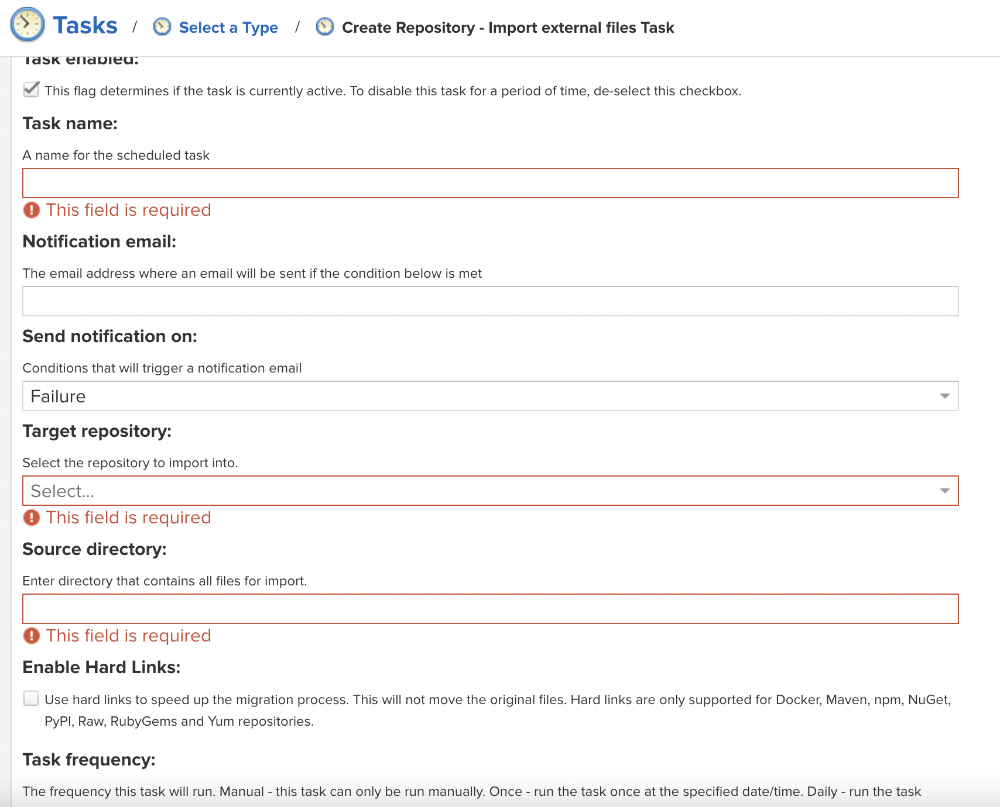 Tasks / Select a Type / Create Repository - Import external files Task
Task enabled:
This flag determines if the task is currently active. To disable this task for a period of time, de-select this checkbox.
Task name:
A name for the scheduled task
This field is required
Notification email:
The email address where an email will be sent if the condition below is met
Send notification on:
Conditions that will trigger a notification email
Failure
Target repository:
Select the repository to import into.
Select...
This field is required
Source directory:
Enter directory that contains all files for import.
This field is required
Enable Hard Links:
Use hard links to speed up the migration process. This will not move the original files. Hard links are only supported for Docker, Maven, npm, NuGet,
PyPI, Raw, RubyGems and Yum repositories.
Task frequency:
The frequency this task will run. Manual - this task can only be run manually. Once - run the task once at the specified date/time. Daily - run the task